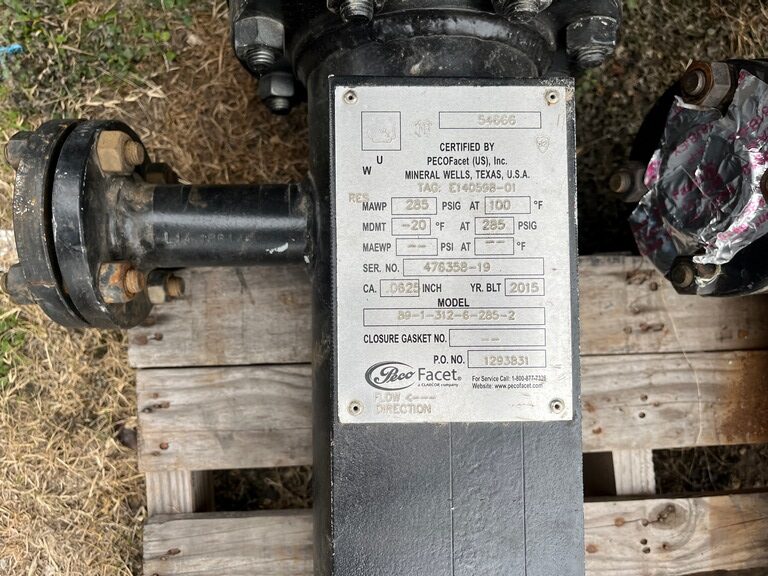 54666
CERTIFIED BY
U
PECOFacet (US), Inc.
W
MINERAL WELLS, TEXAS, U.S.A.
TAG: E140598-01
RES
MAWP 285 PSIG AT 100 °F
MDMT -20 °F AT 285 PSIG
MAEWP -- PSI AT -- °F
SER. NO. 476358-19
CA. .0625 INCH YR. BLT 2015
MODEL
89-1-312-6-285-2
CLOSURE GASKET NO. --
P.O. NO. 1293831
Peco Facet
A CLARCOR company
For Service Call: 1-800-877-7326
Website: www.pecofacet.com
FLOW <---
DIRECTION